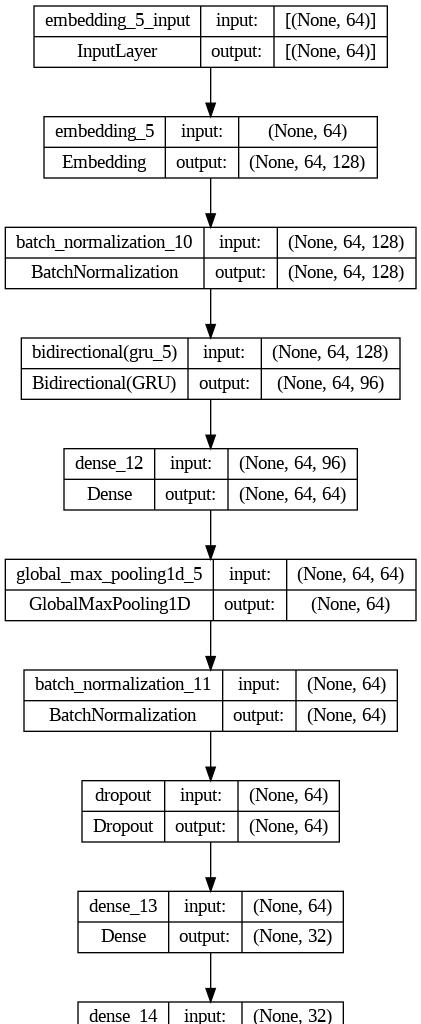 embedding_5_input input: [(None, 64)]
InputLayer output: [(None, 64)]
embedding_5 input: (None, 64)
Embedding output: (None, 64, 128)
batch_normalization_10 input: (None, 64, 128)
BatchNormalization output: (None, 64, 128)
bidirectional(gru_5) input: (None, 64, 128)
Bidirectional(GRU) output: (None, 64, 96)
dense_12 input: (None, 64, 96)
Dense output: (None, 64, 64)
global_max_pooling1d_5 input: (None, 64, 64)
GlobalMaxPooling1D output: (None, 64)
batch_normalization_11 input: (None, 64)
BatchNormalization output: (None, 64)
dropout input: (None, 64)
Dropout output: (None, 64)
dense_13 input: (None, 64)
Dense output: (None, 32)
dense_14 input: (None, 32)